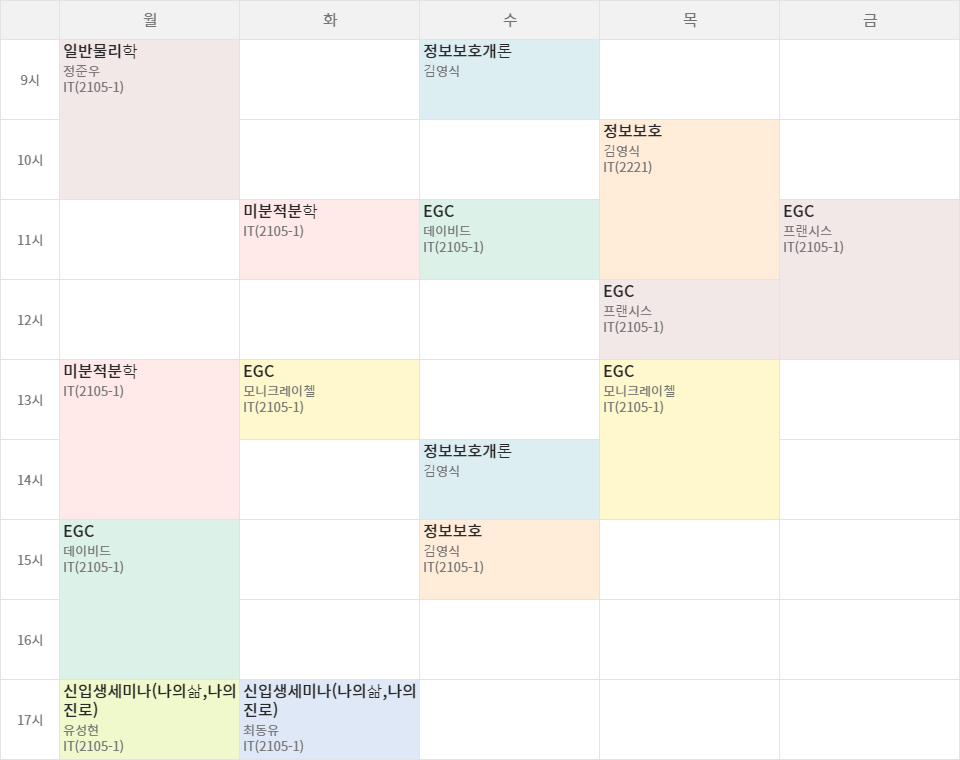 월 화 수 목 금
9시
일반물리학
정준우
IT(2105-1)
정보보호개론
김영식
10시
정보보호
김영식
IT(2221)
11시
미분적분학
IT(2105-1)
EGC
데이비드
IT(2105-1)
EGC
프랜시스
IT(2105-1)
12시
EGC
프랜시스
IT(2105-1)
13시
미분적분학
IT(2105-1)
EGC
모니크레이첼
IT(2105-1)
EGC
모니크레이첼
IT(2105-1)
14시
정보보호개론
김영식
15시
EGC
데이비드
IT(2105-1)
정보보호
김영식
IT(2105-1)
16시
17시
신입생세미나(나의삶,나의
진로)
유성현
IT(2105-1)
신입생세미나(나의삶,나의
진로)
최동유
IT(2105-1)